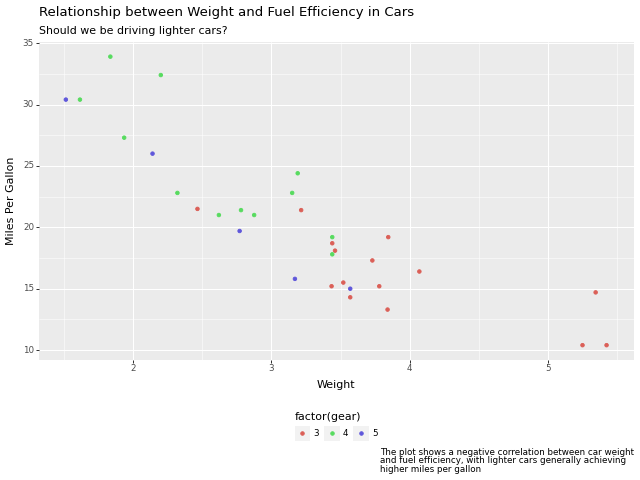 Relationship between Weight and Fuel Efficiency in Cars
Should we be driving lighter cars?
35
30
25
20
15
10
Miles Per Gallon
2 3 4 5
Weight
factor(gear)
3 4 5
The plot shows a negative correlation between car weight
and fuel efficiency, with lighter cars generally achieving
higher miles per gallon